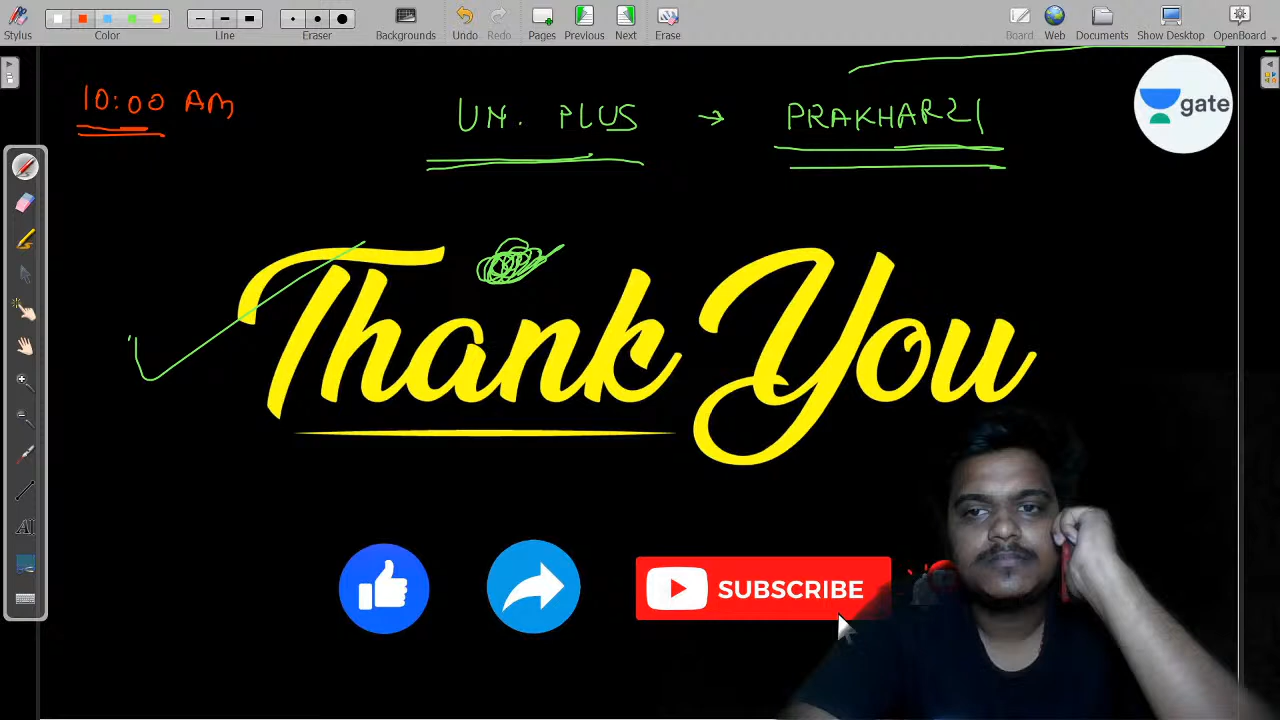 Stylus Color Line Eraser Backgrounds Undo Redo Pages Previous Next Erase Board Web Documents Show Desktop OpenBoard
10:00 AM
UN. PLUS → PRAKHAR21
gate
Thank You
SUBSCRIBE
AI